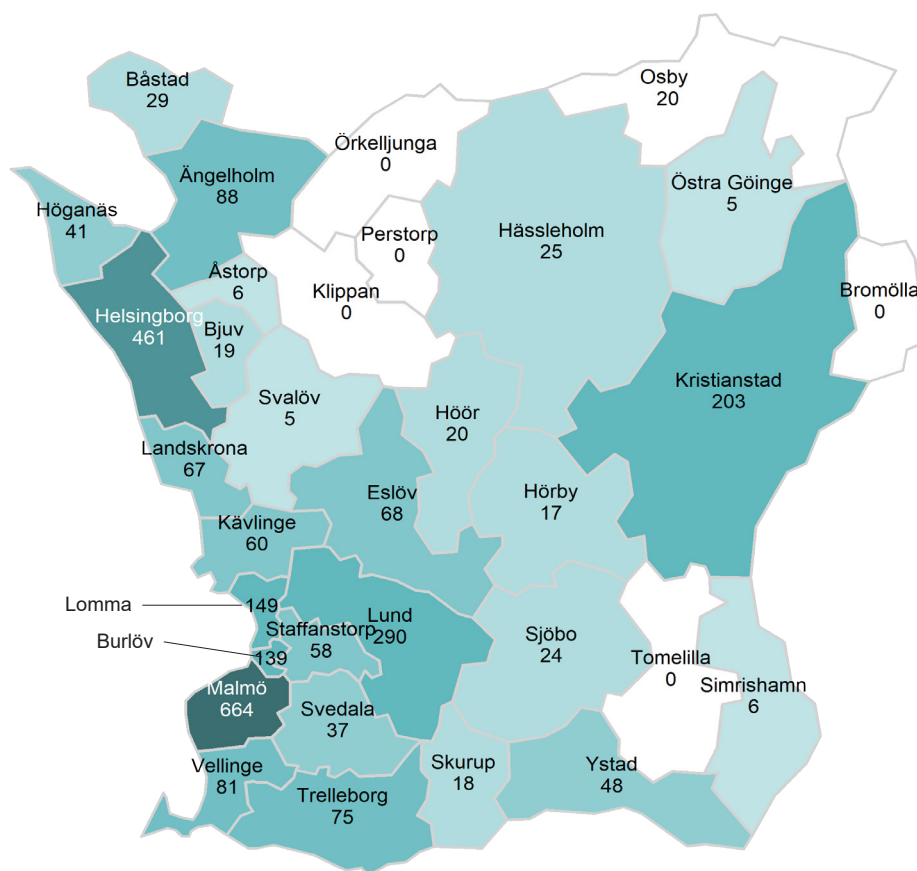 Båstad
29
Osby
20
Örkelljunga
0
Ängelholm
88
Östra Göinge
5
Höganäs
41
Perstorp
0
Hässleholm
25
Åstorp
6
Klippan
0
Bromölla
0
Helsingborg
461
Bjuv
19
Kristianstad
203
Svalöv
5
Höör
20
Landskrona
67
Eslöv
68
Hörby
17
Kävlinge
60
Lomma
149
Lund
290
Staffanstorp
58
Burlöv
139
Sjöbo
24
Tomelilla
0
Simrishamn
6
Malmö
664
Svedala
37
Vellinge
81
Skurup
18
Ystad
48
Trelleborg
75